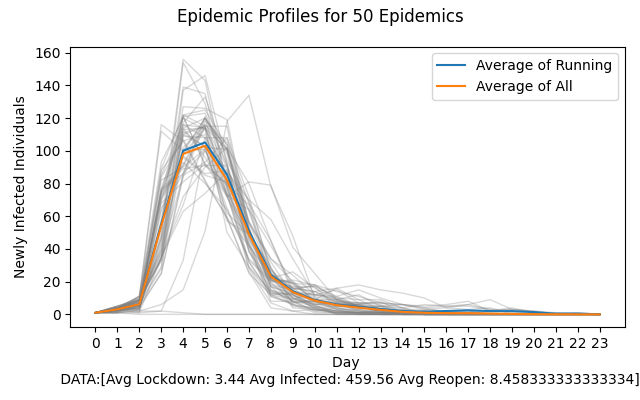 Epidemic Profiles for 50 Epidemics
160
140
120
100
80
60
40
20
0
Newly Infected Individuals
Average of Running
Average of All
0 1 2 3 4 5 6 7 8 9 10 11 12 13 14 15 16 17 18 19 20 21 22 23
Day
DATA:[Avg Lockdown: 3.44 Avg Infected: 459.56 Avg Reopen: 8.458333333333334]